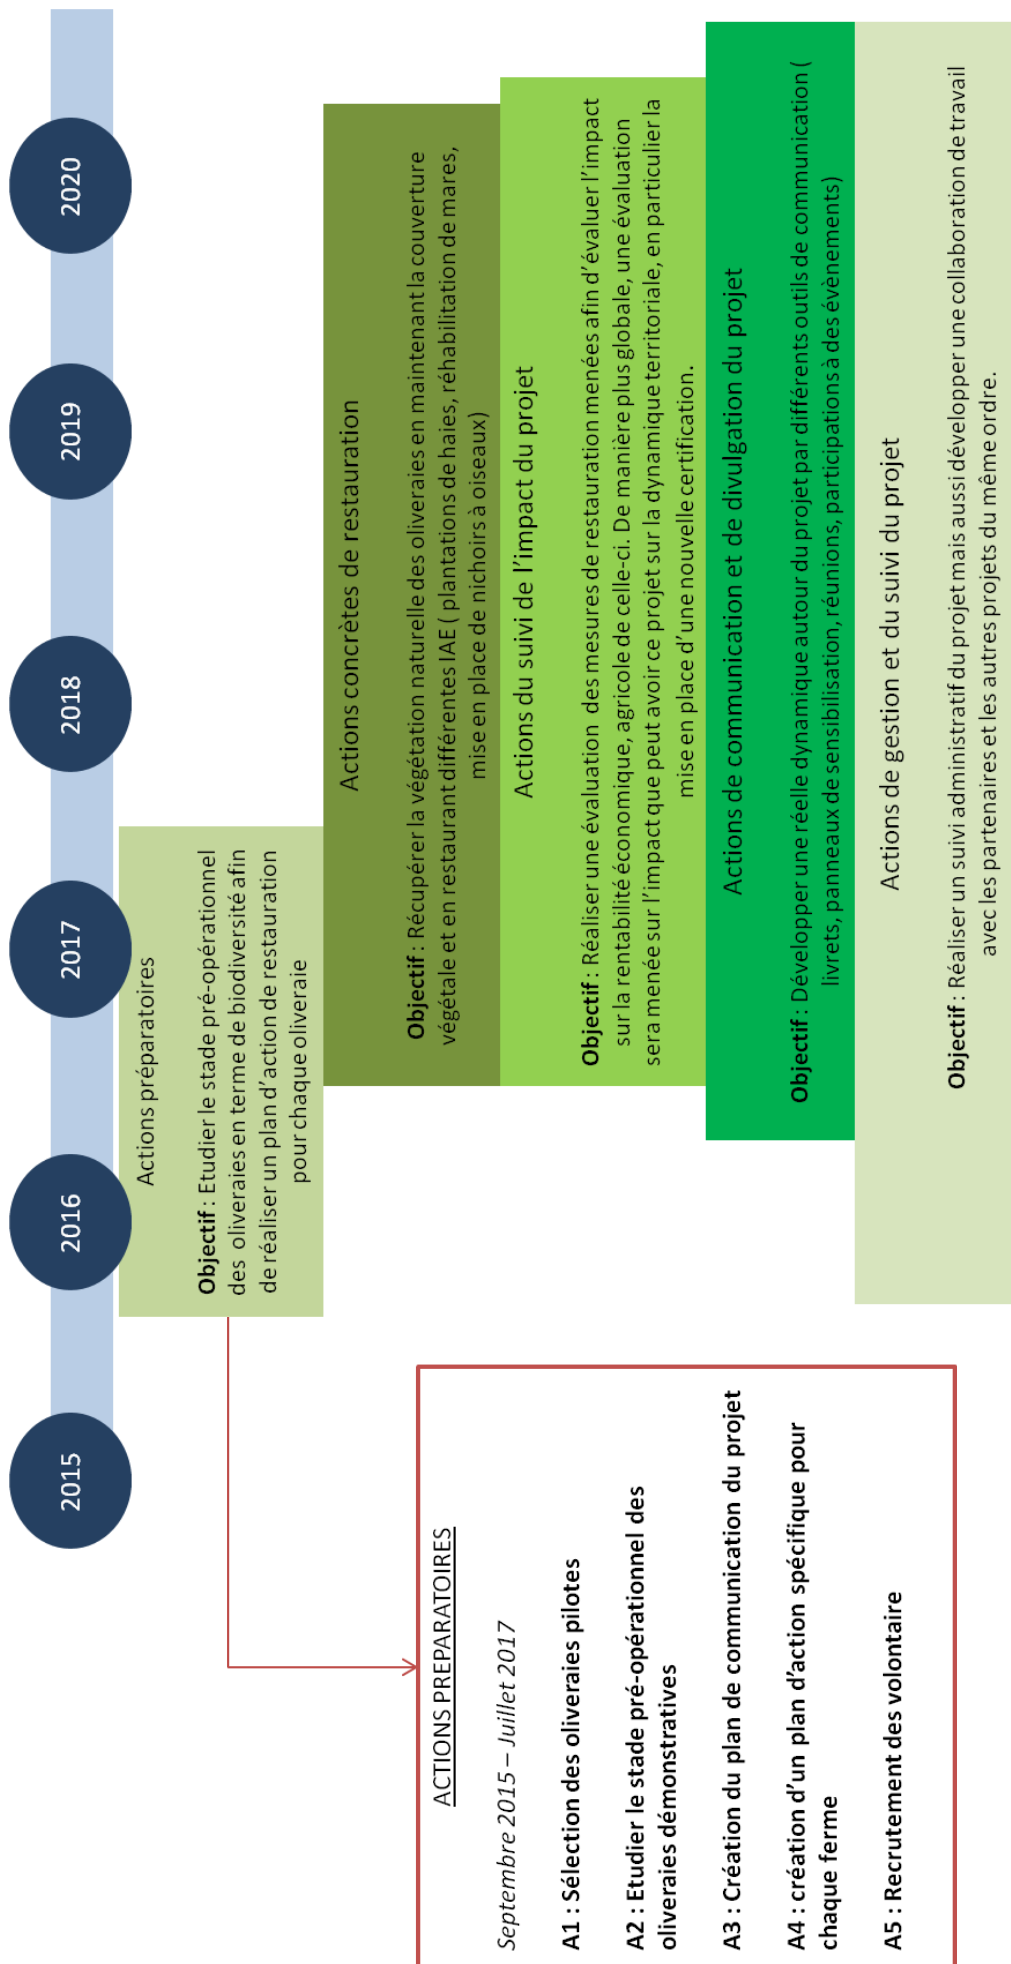 2015
2016
2017
2018
2019
2020
Actions préparatoires
Objectif : Etudier le stade pré-opérationnel
des oliveraies en terme de biodiversité afin
de réaliser un plan d'action de restauration
pour chaque oliveraie
Actions concrètes de restauration
Objectif : Récupérer la végétation naturelle des oliveraies en maintenant la couverture
végétale et en restaurant différentes IAE ( plantations de haies, réhabilitation de mares,
mise en place de nichoirs à oiseaux)
Actions du suivi de l'impact du projet
Objectif : Réaliser une évaluation des mesures de restauration menées afin d'évaluer l'impact
sur la rentabilité économique, agricole de celle-ci. De manière plus globale, une évaluation
sera menée sur l'impact que peut avoir ce projet sur la dynamique territoriale, en particulier la
mise en place d'une nouvelle certification.
Actions de communication et de divulgation du projet
Objectif : Développer une réelle dynamique autour du projet par différents outils de communication (
livrets, panneaux de sensibilisation, réunions, participations à des évènements)
Actions de gestion et du suivi du projet
Objectif : Réaliser un suivi administratif du projet mais aussi développer une collaboration de travail
avec les partenaires et les autres projets du même ordre.
ACTIONS PREPARATOIRES
Septembre 2015 – Juillet 2017
A1 : Sélection des oliveraies pilotes
A2 : Etudier le stade pré-opérationnel des
oliveraies démonstratives
A3 : Création du plan de communication du projet
A4 : création d'un plan d'action spécifique pour
chaque ferme
A5 : Recrutement des volontaire